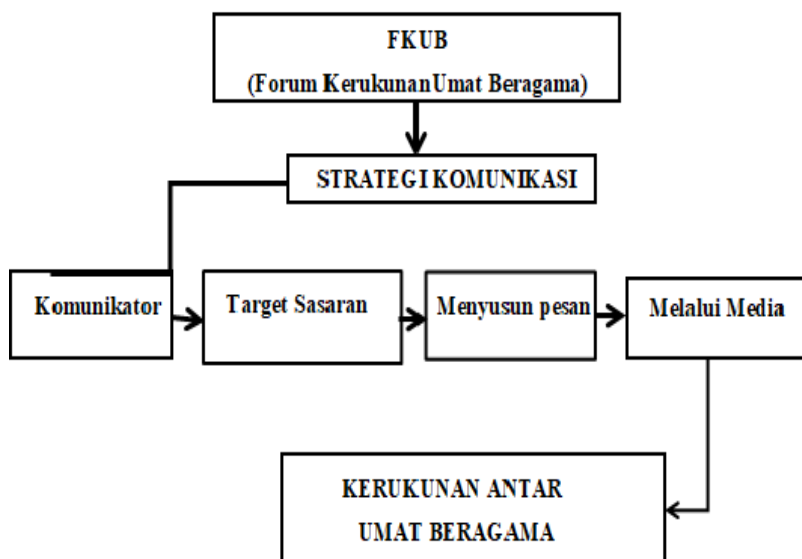 FKUB
(Forum Kerukunan Umat Beragama)
STRATEGI KOMUNIKASI
Komunikator
Target Sasaran
Menyusun pesan
Melalui Media
KERUKUNAN ANTAR
UMAT BERAGAMA